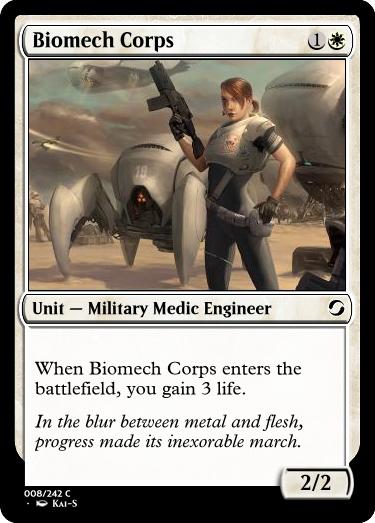 Biomech Corps 1
Unit — Military Medic Engineer
When Biomech Corps enters the
battlefield, you gain 3 life.
In the blur between metal and flesh,
progress made its inexorable march.
2/2
008/242 C
· Kai-S